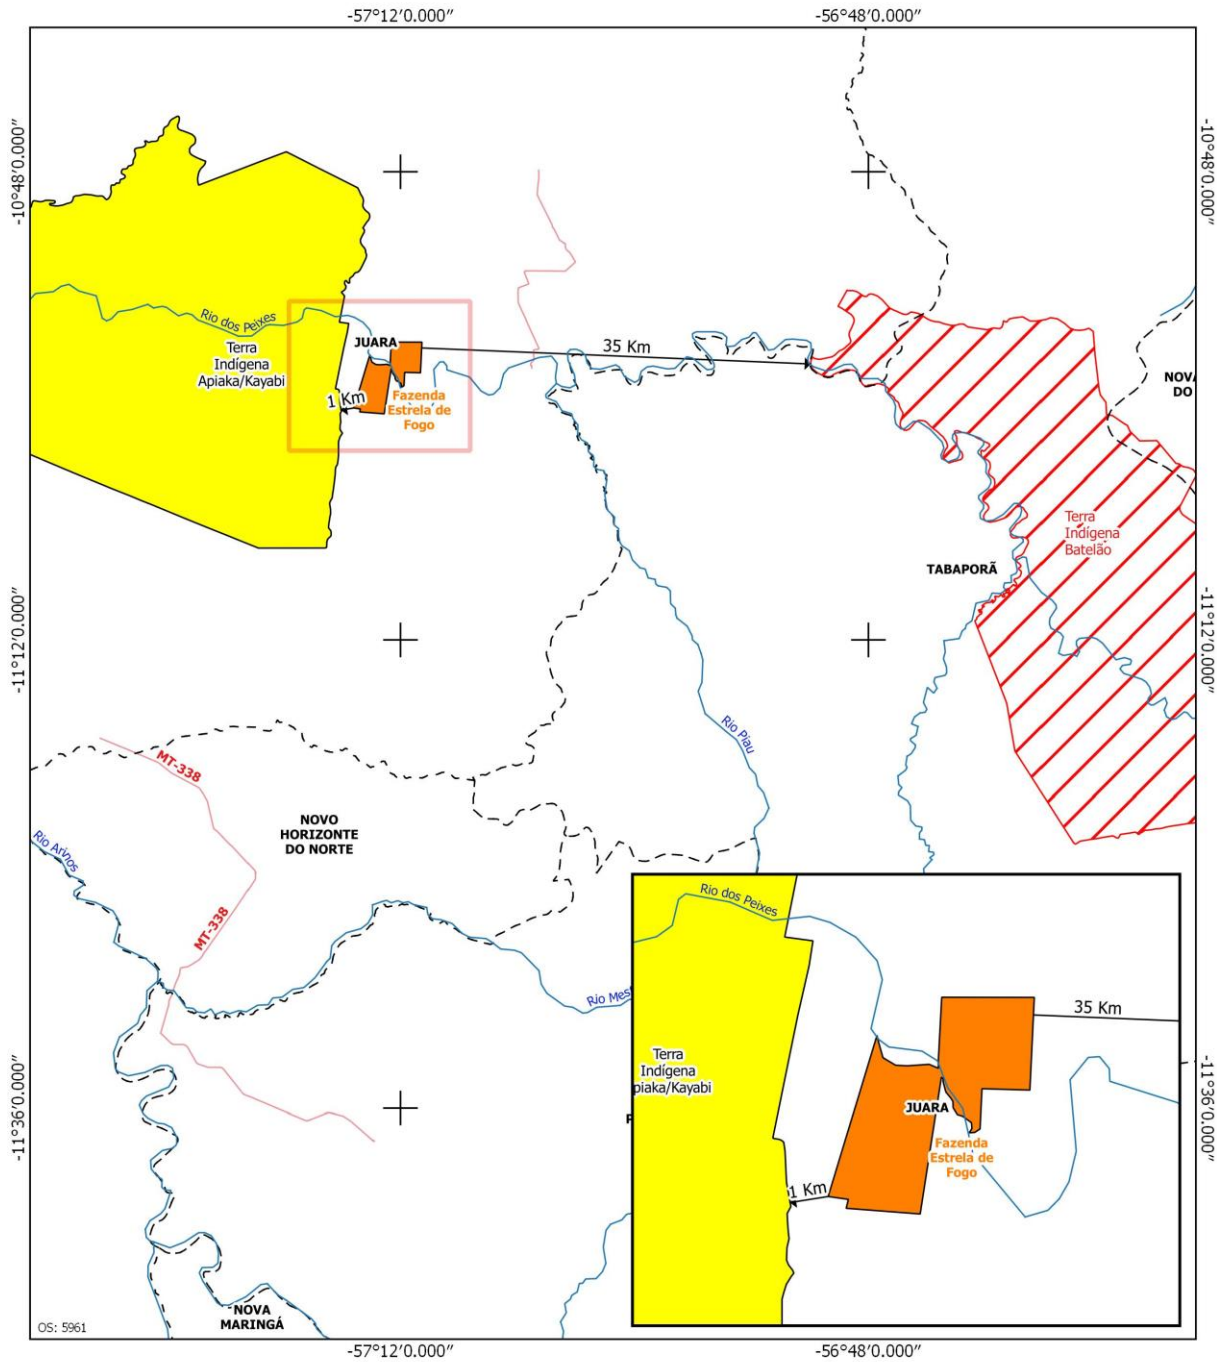 -57°12'0.000"
-56°48'0.000"
-10°48'0.000"
-10°48'0.000"
Rio dos Peixes
Terra
Indígena
Apiaka/Kayabi
JUARA
35 Km
1 Km
Fazenda
Estrela de
Fogo
NOVA
DO
Terra
Indígena
Batelão
TABAPORÃ
-11°12'0.000"
-11°12'0.000"
Rio Piau
MT-338
NOVO
HORIZONTE
DO NORTE
Rio Arinos
MT-338
Rio Mes
Rio dos Peixes
35 Km
Terra
Indígena
piaka/Kayabi
JUARA
Fazenda
Estrela de
Fogo
1 Km
-11°36'0.000"
-11°36'0.000"
NOVA
MARINGÁ
OS: 5961
-57°12'0.000"
-56°48'0.000"